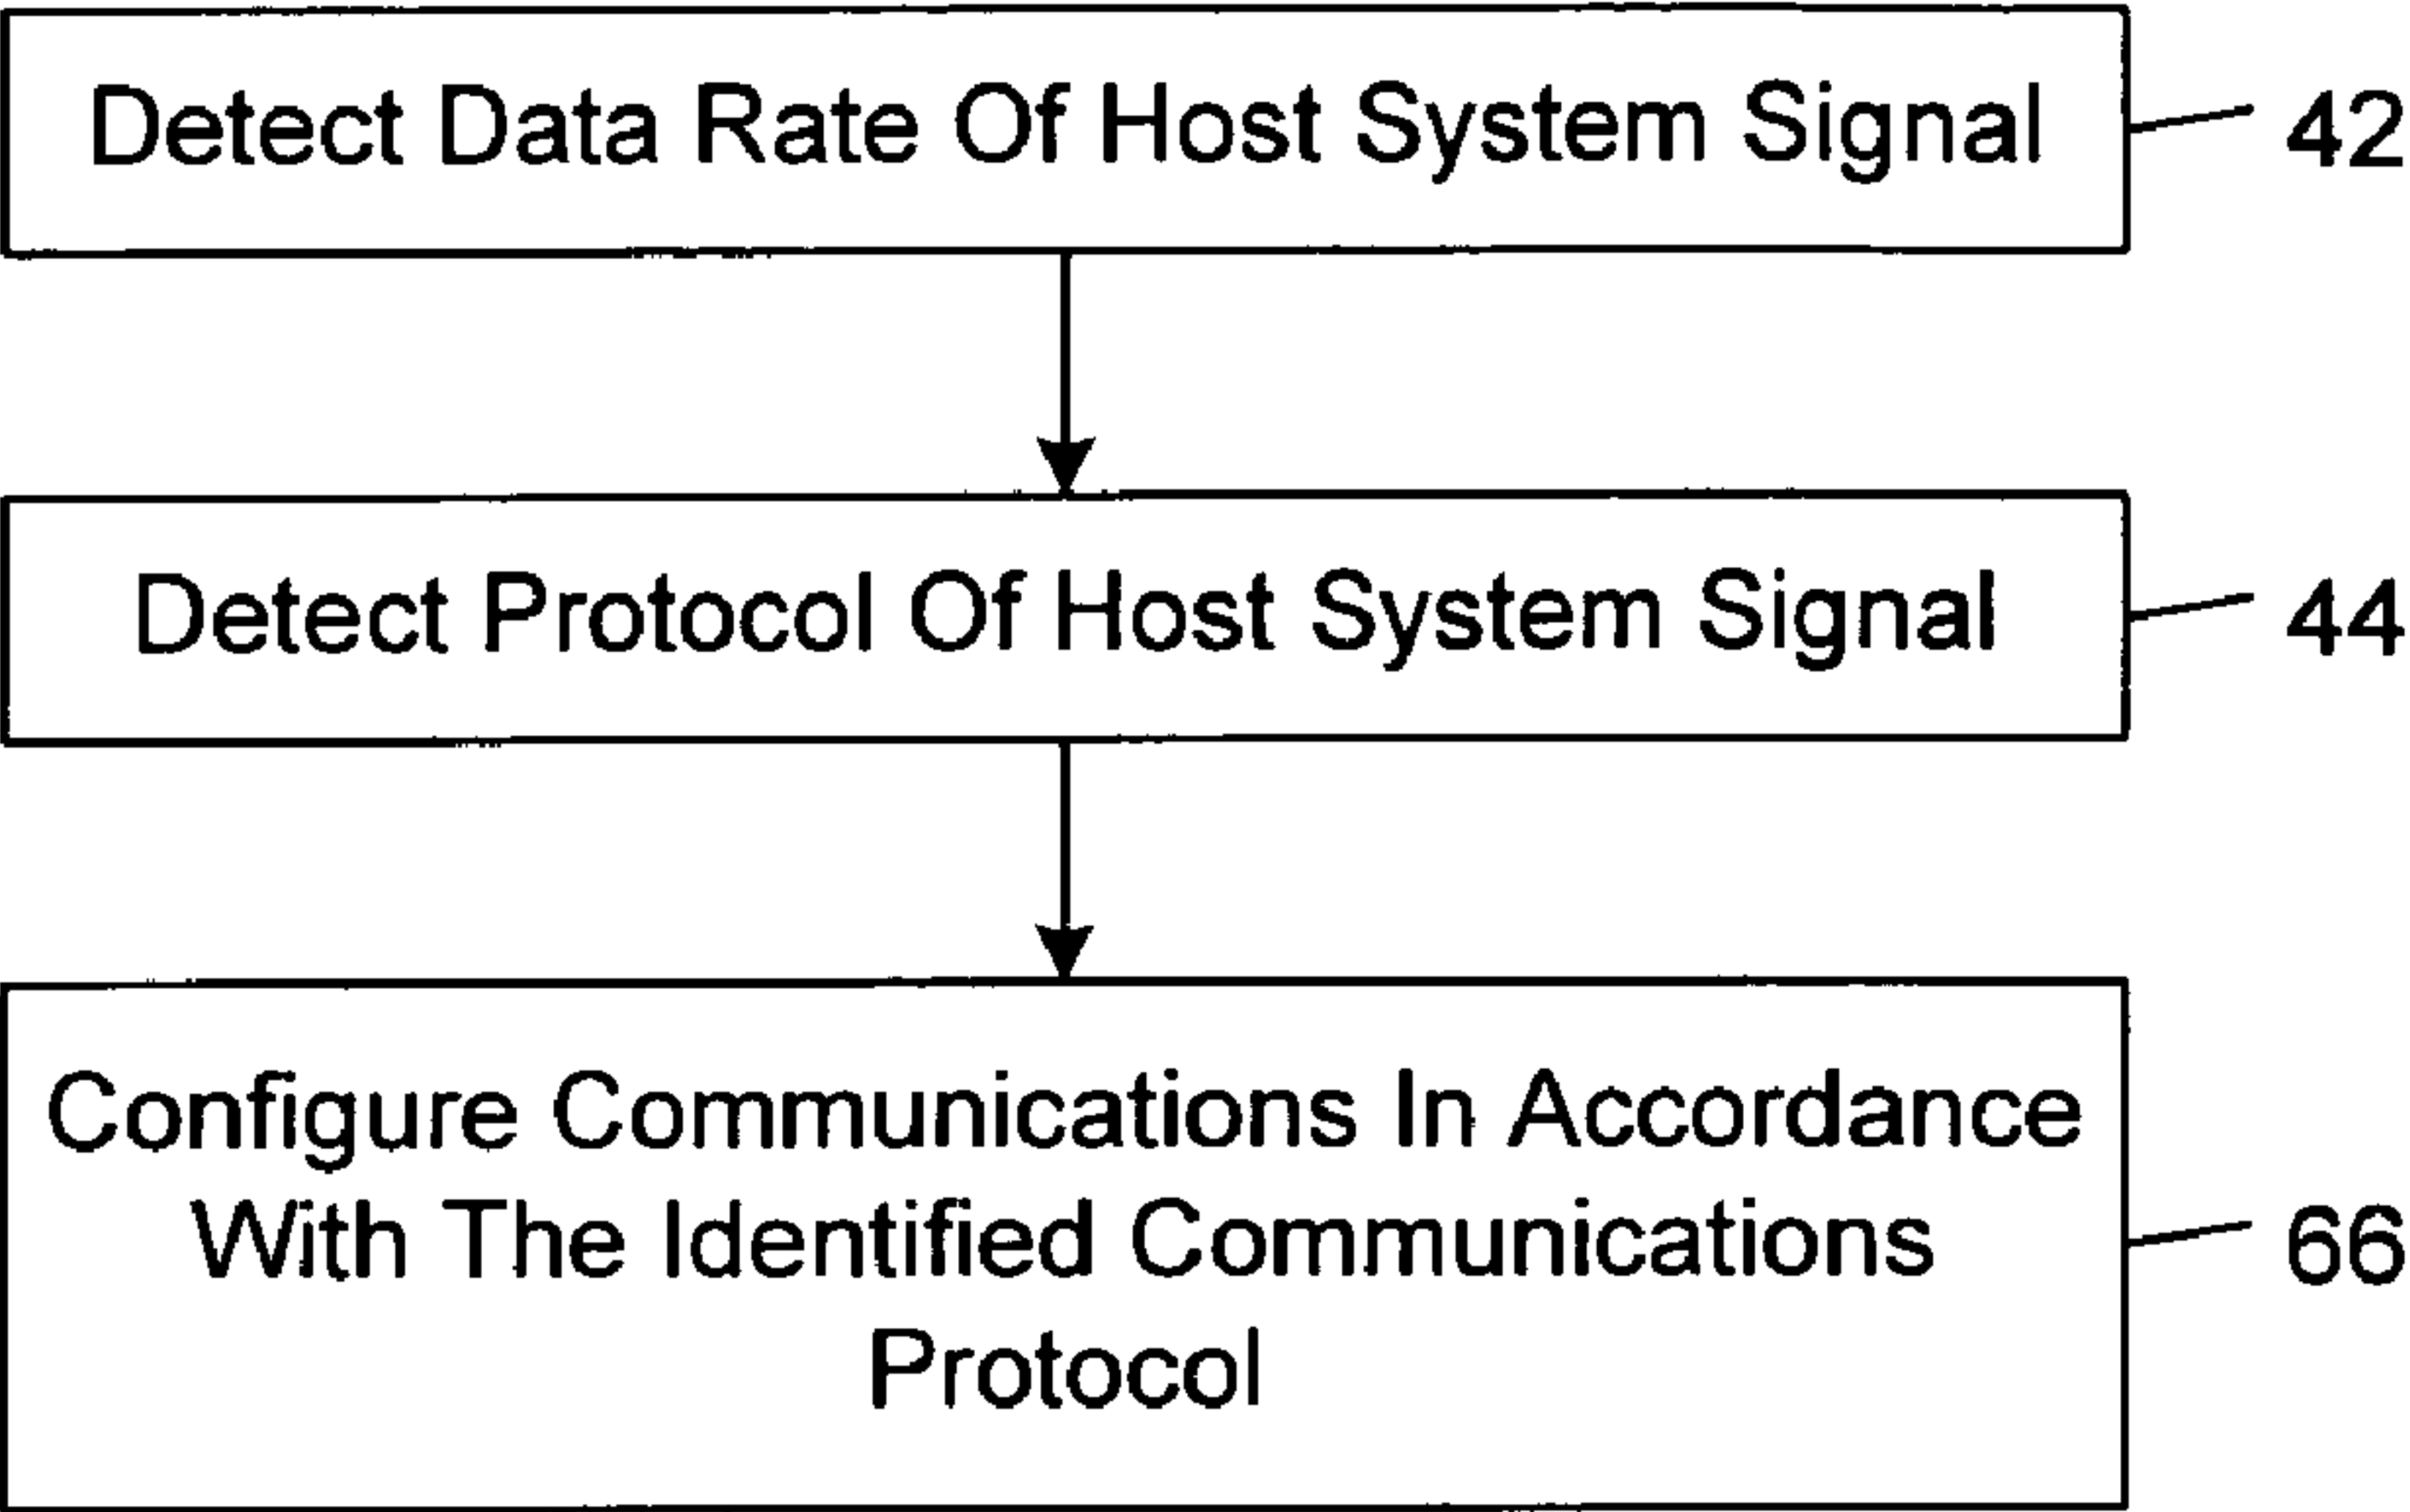 Detect Data Rate Of Host System Signal
42
Detect Protocol Of Host System Signal
44
Configure Communications In Accordance
With The Identified Communications
Protocol
66